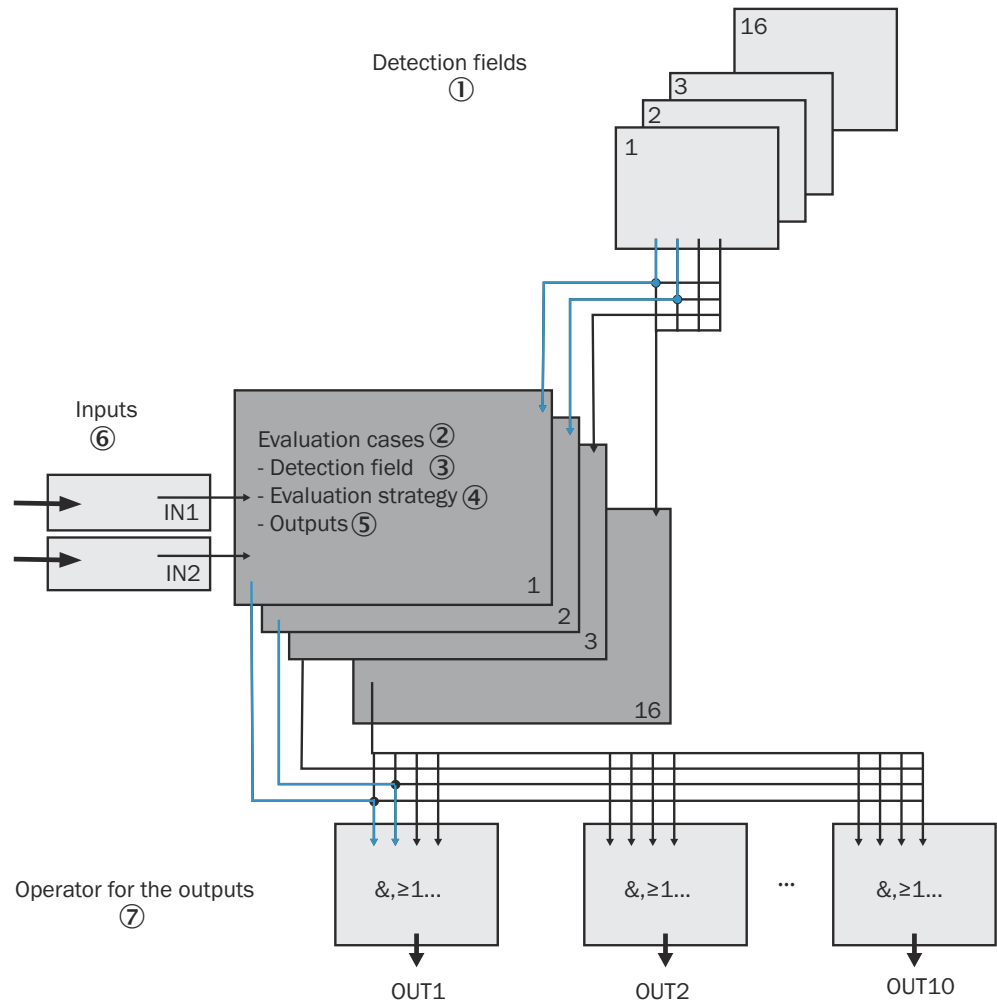 Detection fields
①
16
3
2
1
Inputs
⑥
IN1
IN2
Evaluation cases ②
- Detection field ③
- Evaluation strategy ④
- Outputs ⑤
1
2
3
16
Operator for the outputs
⑦
&,≥1...
&,≥1...
...
&,≥1...
OUT1
OUT2
OUT10